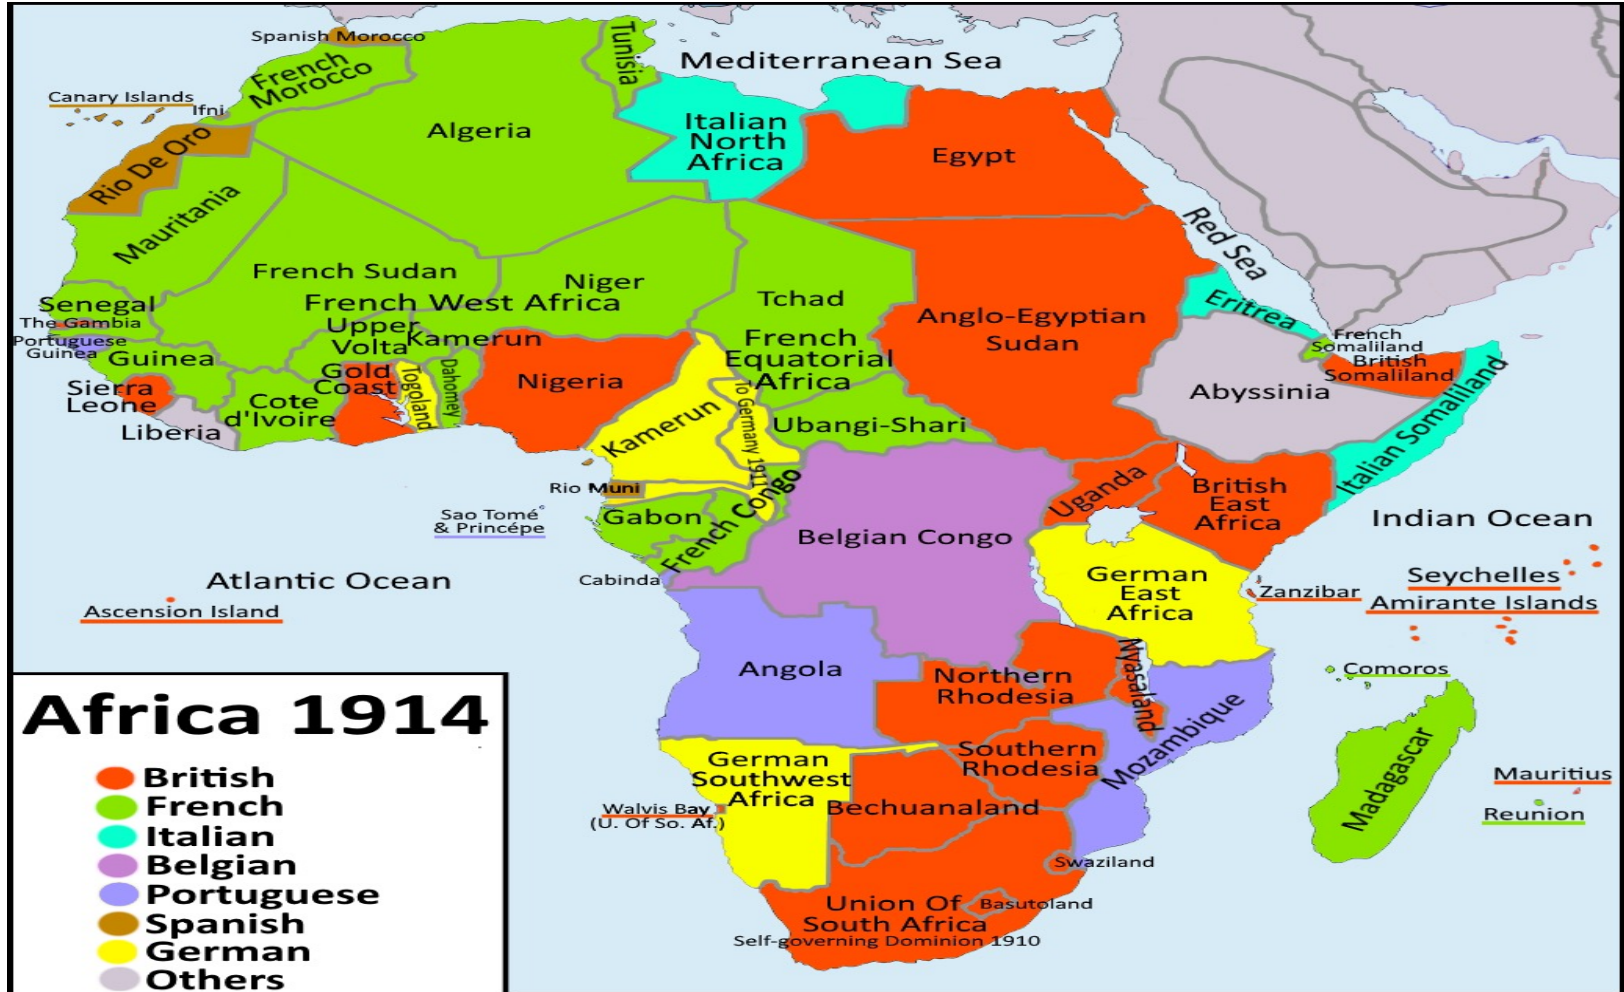 Spanish Morocco
French
Morocco
Tunisia
Mediterranean Sea
Canary Islands
Ifni
Algeria
Italian
North
Africa
Egypt
Rio De Oro
Mauritania
Red Sea
French Sudan
Niger
French West Africa
Tchad
Senegal
The Gambia
Portuguese
Guinea
Guinea
Upper
Volta
Kamerun
French
Equatorial
Africa
Anglo-Egyptian
Sudan
Eritrea
French
Somaliland
British
Somaliland
Italian Somaliland
Abyssinia
Sierra
Leone
Liberia
Cote
d'Ivoire
Gold
Coast
Togoland
Dahomey
Nigeria
Kamerun
To Germany 1911
Ubangi-Shari
Rio Muni
Sao Tomé
& Princépe
Gabon
French Congo
Belgian Congo
Uganda
British
East
Africa
Indian Ocean
Atlantic Ocean
Ascension Island
Cabinda
German
East
Africa
Zanzibar
Seychelles
Amirante Islands
Angola
Northern
Rhodesia
Nyasaland
Mozambique
Comoros
Madagascar
Mauritius
Reunion
German
Southwest
Africa
Walvis Bay
(U. Of So. Af.)
Southern
Rhodesia
Bechuanaland
Swaziland
Union Of
South Africa
Basutoland
Self-governing Dominion 1910
Africa 1914
British
French
Italian
Belgian
Portuguese
Spanish
German
Others